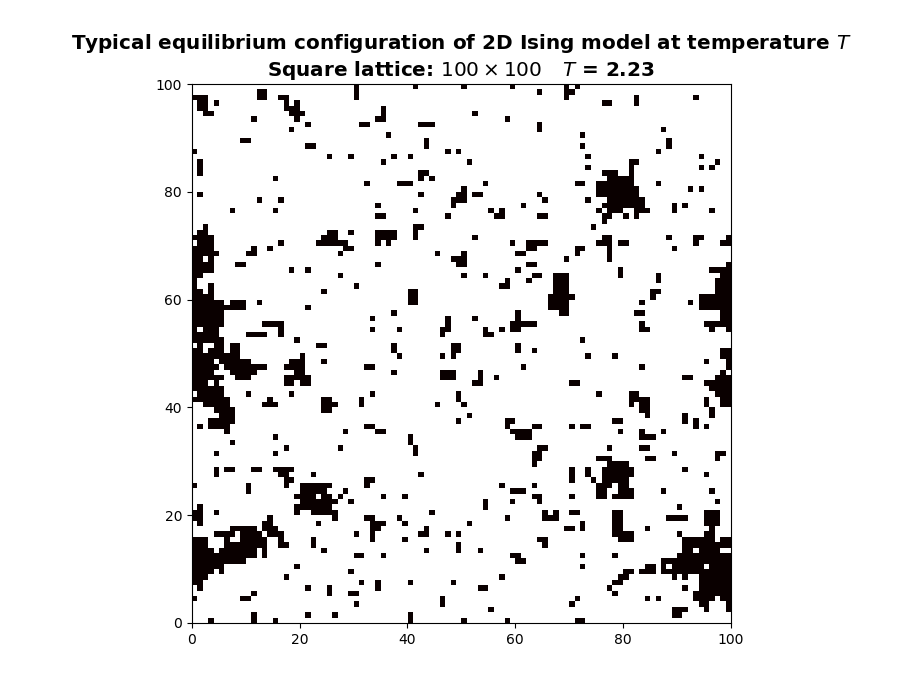 Typical equilibrium configuration of 2D Ising model at temperature T
Square lattice: 100 × 100 T = 2.23
100
80
60
40
20
0
0 20 40 60 80 100